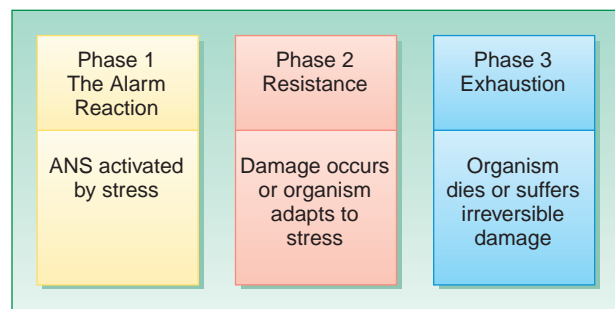 Phase 1
The Alarm
Reaction
ANS activated
by stress
Phase 2
Resistance
Damage occurs
or organism
adapts to
stress
Phase 3
Exhaustion
Organism
dies or suffers
irreversible
damage